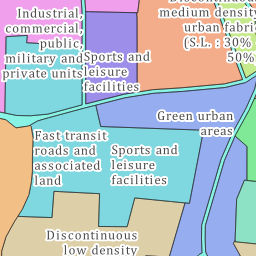 Industrial,
commercial,
public,
military and
private units
Sports and
leisure
facilities
medium density
urban fabric
(S.L. : 30%
50%
Green urban
areas
Fast transit
roads and
associated
land
Sports and
leisure
facilities
Discontinuous
low density